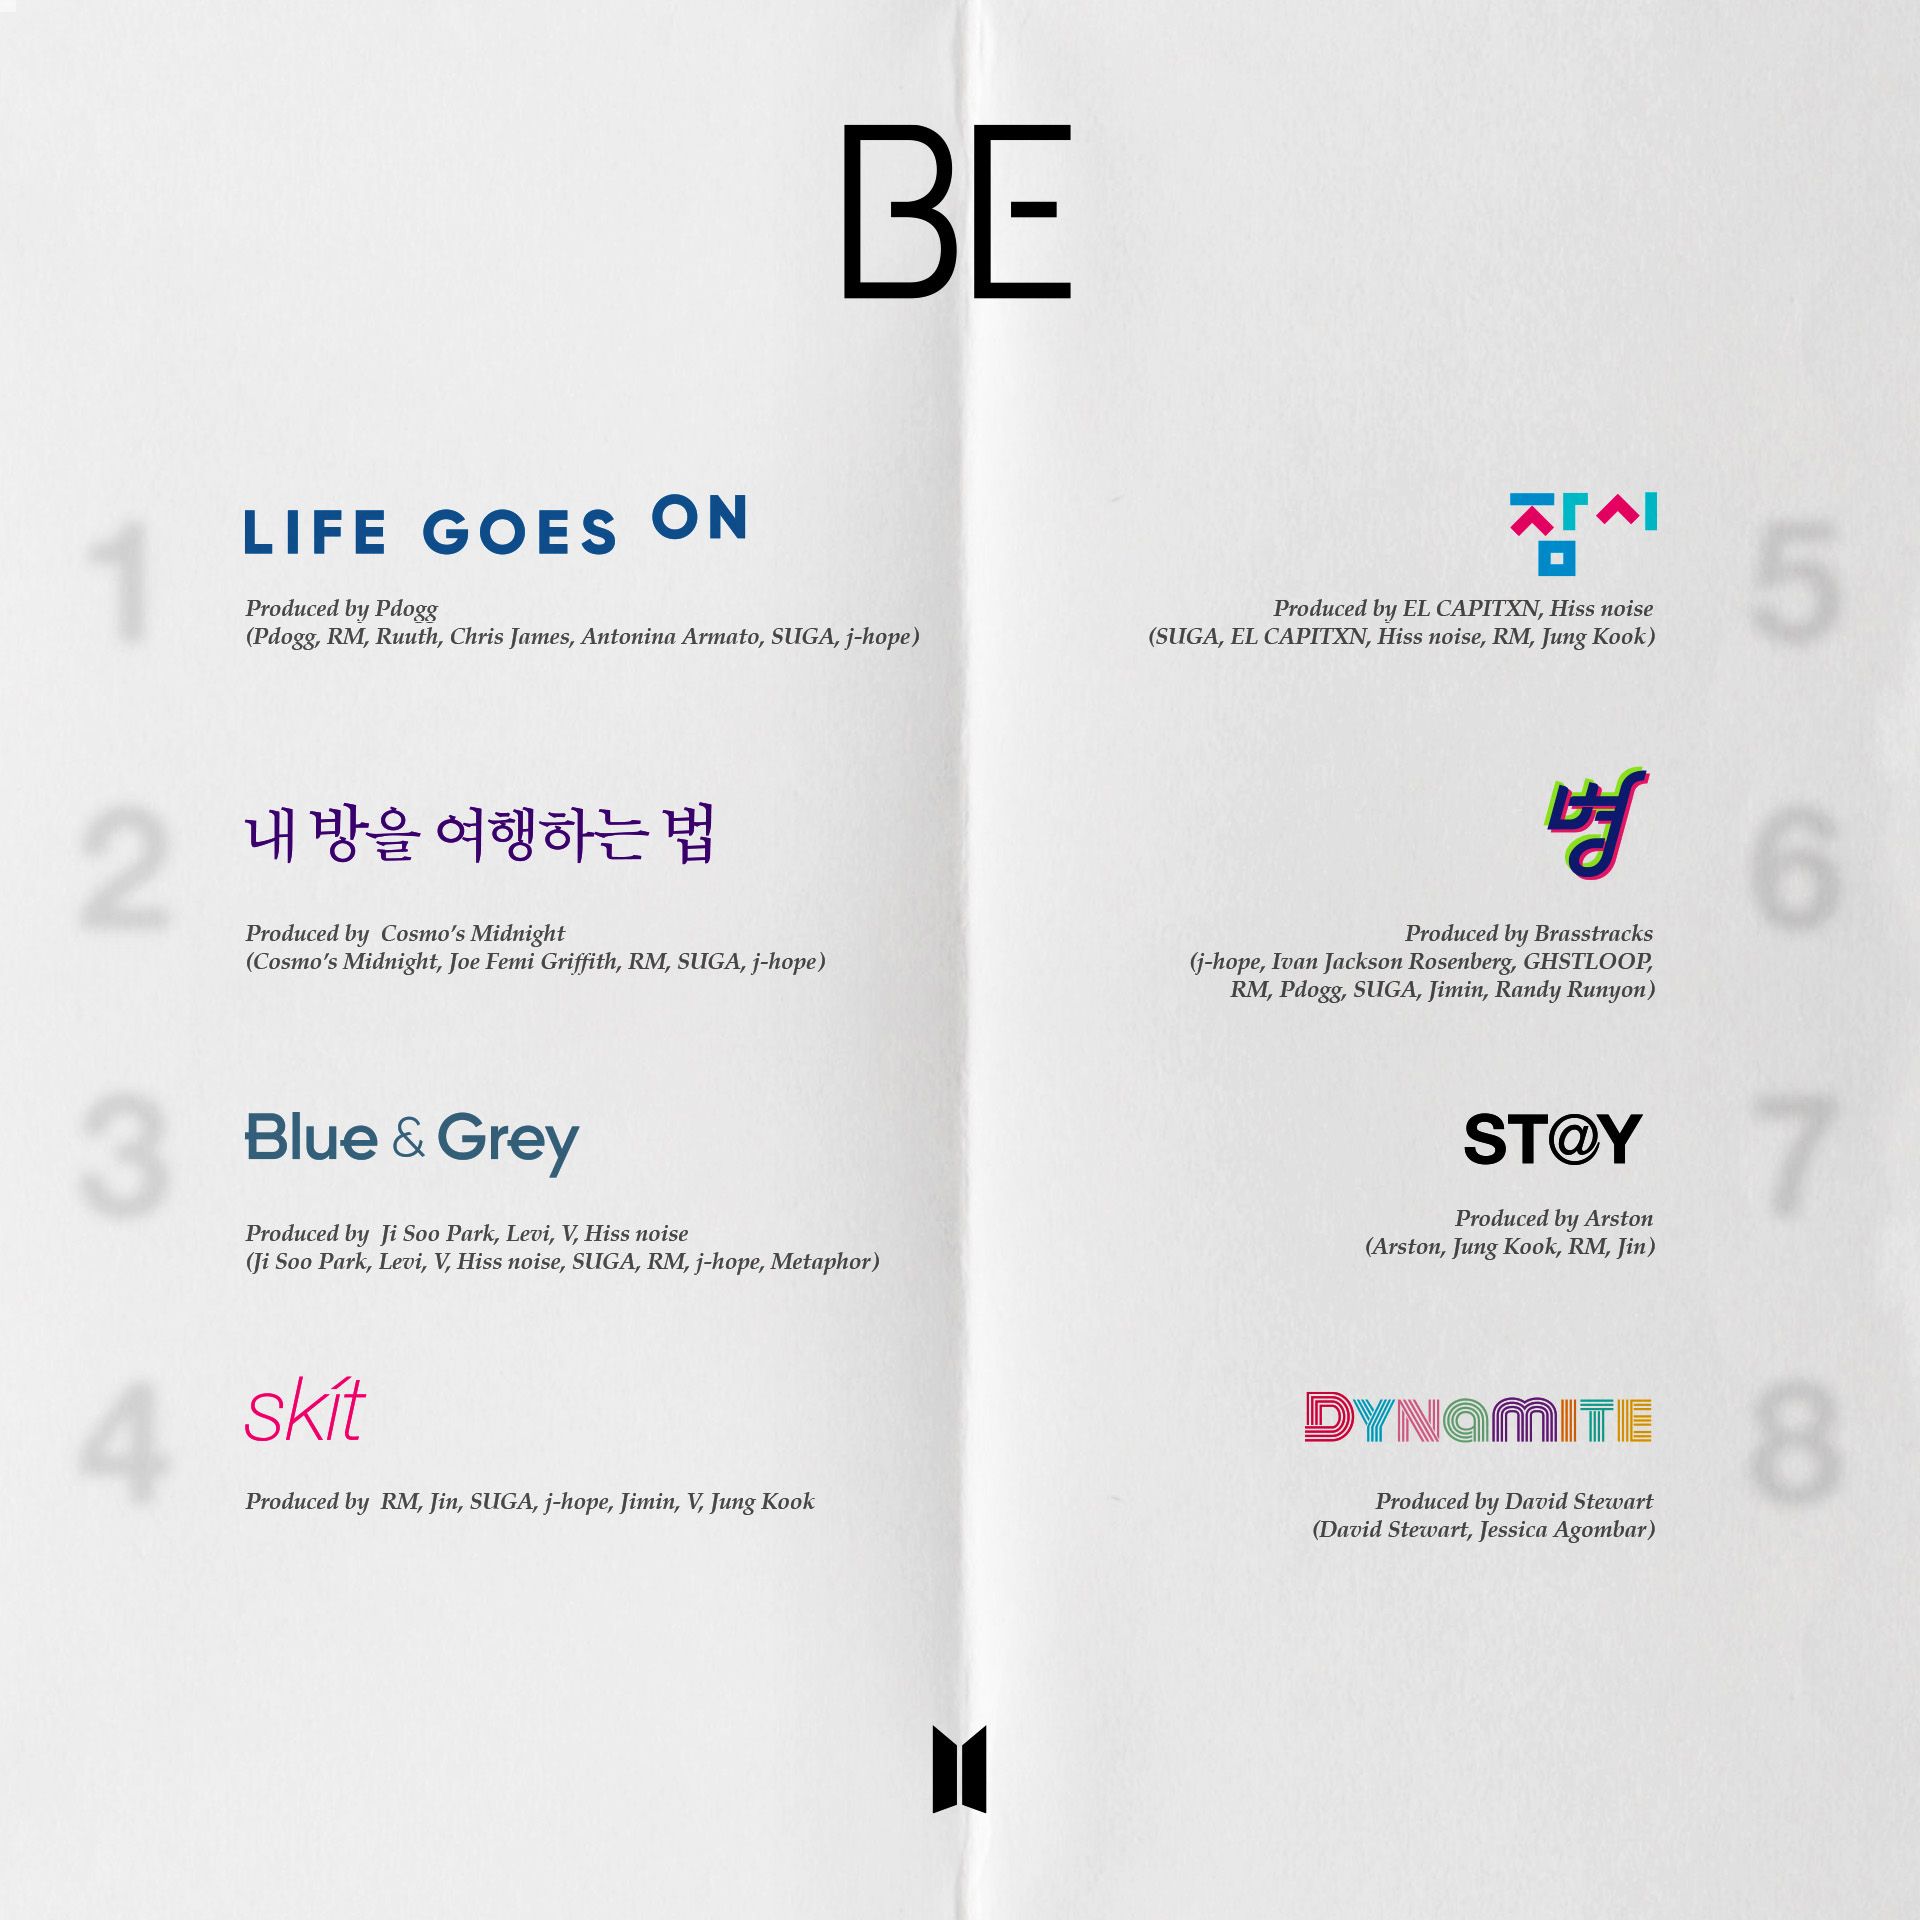 BE
1
LIFE GOES ON
Produced by Pdogg
(Pdogg, RM, Ruuth, Chris James, Antonina Armato, SUGA, j-hope)
2
내 방을 여행하는 법
Produced by Cosmo’s Midnight
(Cosmo’s Midnight, Joe Femi Griffith, RM, SUGA, j-hope)
3
Blue & Grey
Produced by Ji Soo Park, Levi, V, Hiss noise
(Ji Soo Park, Levi, V, Hiss noise, SUGA, RM, j-hope, Metaphor)
4
skit
Produced by RM, Jin, SUGA, j-hope, Jimin, V, Jung Kook
잠시
5
Produced by EL CAPITXN, Hiss noise
(SUGA, EL CAPITXN, Hiss noise, RM, Jung Kook)
병
6
Produced by Brasstracks
(j-hope, Ivan Jackson Rosenberg, GHSTLOOP,
RM, Pdogg, SUGA, Jimin, Randy Runyon)
ST@Y
7
Produced by Arston
(Arston, Jung Kook, RM, Jin)
DYNamITE
8
Produced by David Stewart
(David Stewart, Jessica Agombar)